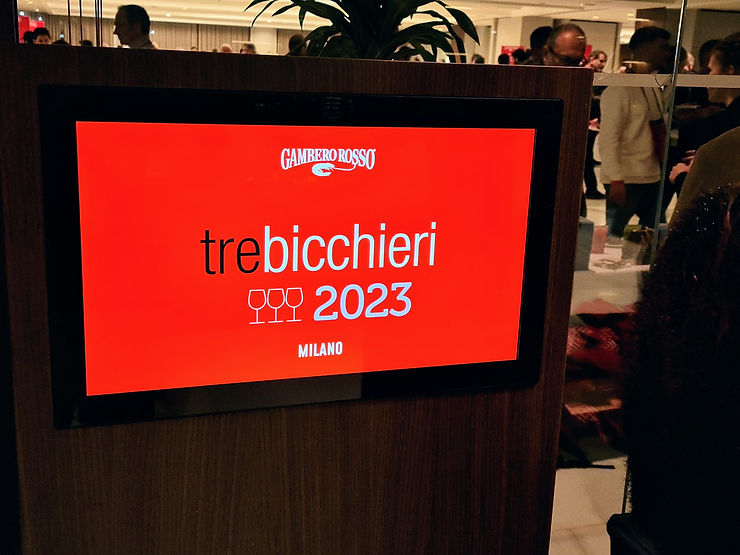 GAMBERO ROSSO
trebicchieri
2023
MILANO